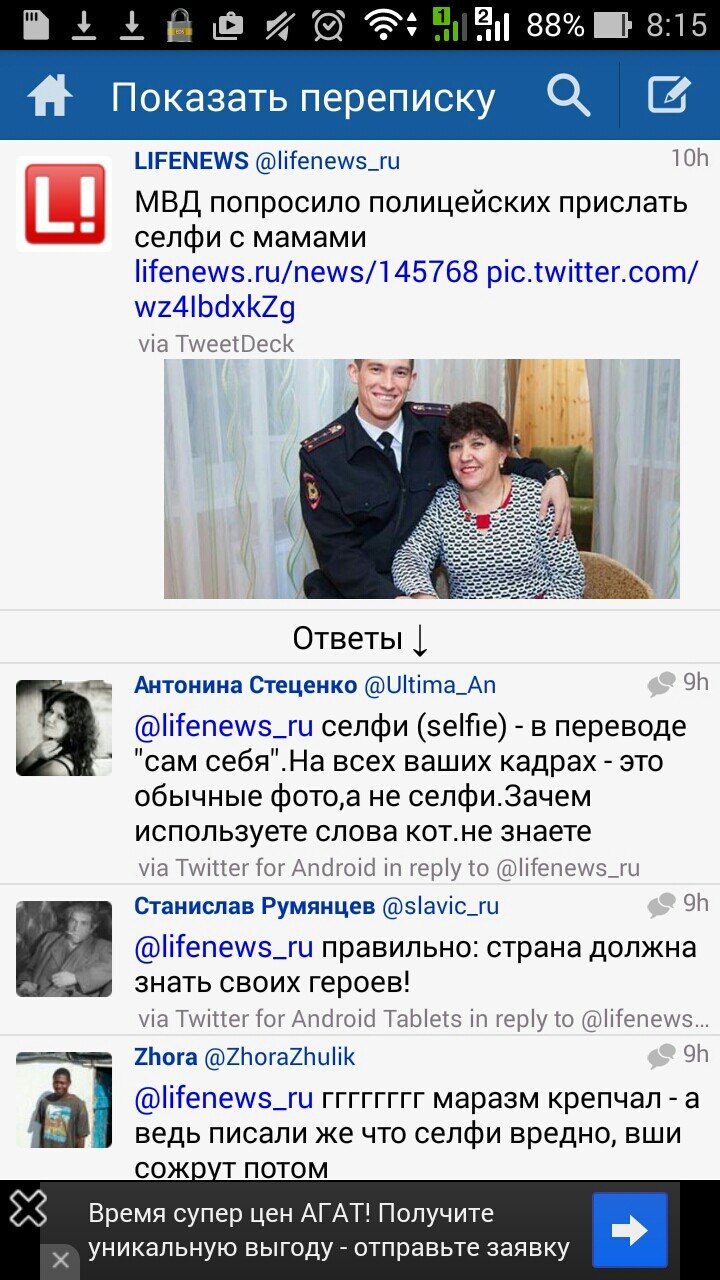 1 2 88% 8:15
Показать переписку
L!
LIFENEWS @lifenews_ru 10h
МВД попросило полицейских прислать
селфи с мамами
lifenews.ru/news/145768 pic.twitter.com/
wz4IbdxkZg
via TweetDeck
Ответы ↓
Антонина Стеценко @Ultima_An 9h
@lifenews_ru селфи (selfie) - в переводе
"сам себя".На всех ваших кадрах - это
обычные фото,а не селфи.Зачем
используете слова кот.не знаете
via Twitter for Android in reply to @lifenews_ru
Станислав Румянцев @slavic_ru 9h
@lifenews_ru правильно: страна должна
знать своих героев!
via Twitter for Android Tablets in reply to @lifenews...
Zhora @ZhoraZhulik 9h
@lifenews_ru гггггггг маразм крепчал - а
ведь писали же что селфи вредно, вши
сожрут потом
Время супер цен АГАТ! Получите
уникальную выгоду - отправьте заявку